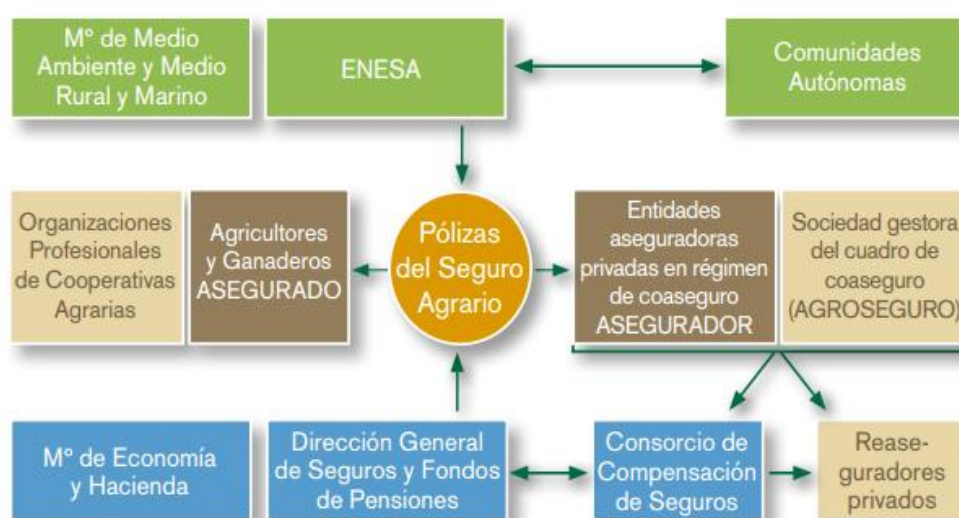 Mº de Medio
Ambiente y Medio
Rural y Marino
ENESA
Comunidades
Autónomas
Organizaciones
Profesionales
de Cooperativas
Agrarias
Agricultores
y Ganaderos
ASEGURADO
Pólizas
del Seguro
Agrario
Entidades
aseguradoras
privadas en régimen
de coaseguro
ASEGURADOR
Sociedad gestora
del cuadro de
coaseguro
(AGROSEGURO)
Mº de Economía
y Hacienda
Dirección General
de Seguros y Fondos
de Pensiones
Consorcio de
Compensación
de Seguros
Rease-
guradores
privados